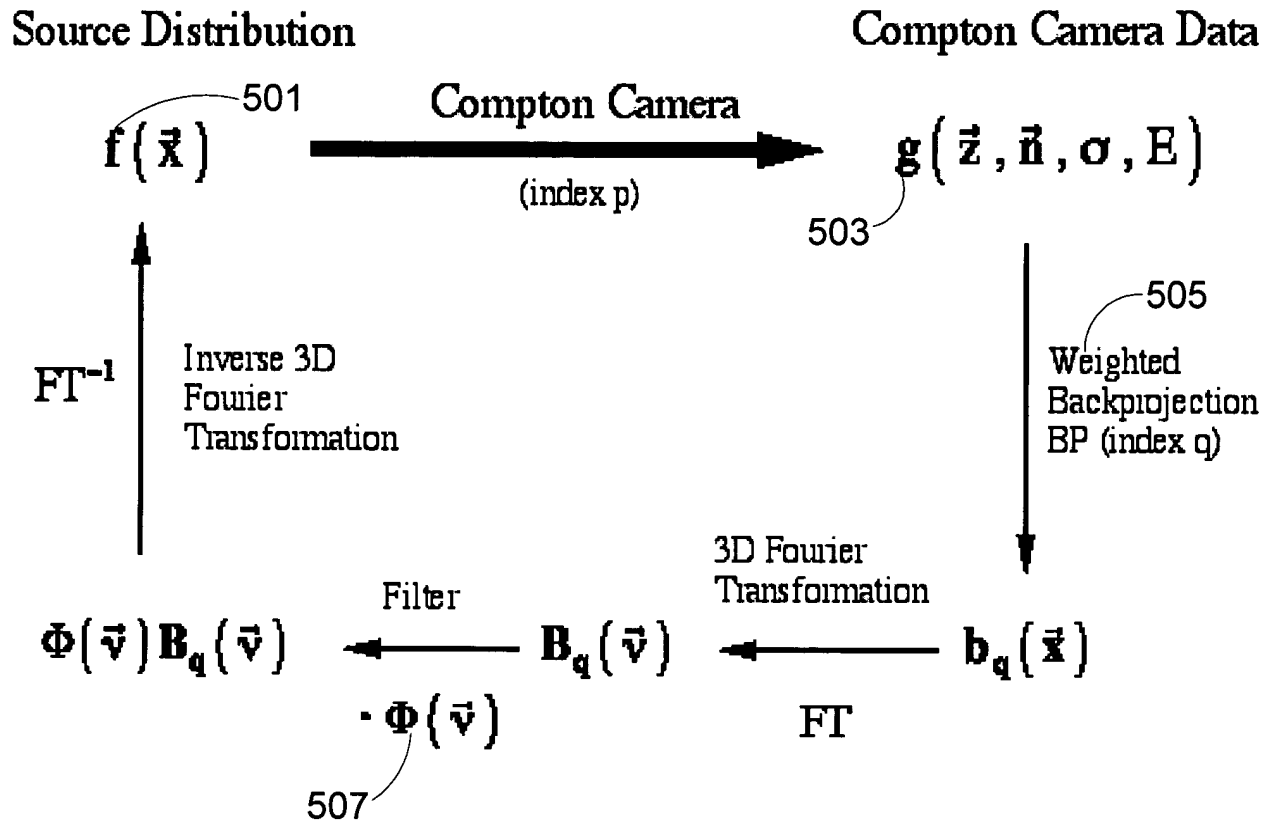 Source Distribution
Compton Camera Data
501
Compton Camera
f(x⃗)
g(z⃗, n⃗, σ, E)
(index p)
503
505
FT⁻¹
Inverse 3D
Fourier
Transformation
Weighted
Backprojection
BP (index q)
3D Fourier
Transformation
Filter
Φ(v⃗)B_q(v⃗)
B_q(v⃗)
b_q(x⃗)
· Φ(v⃗)
FT
507